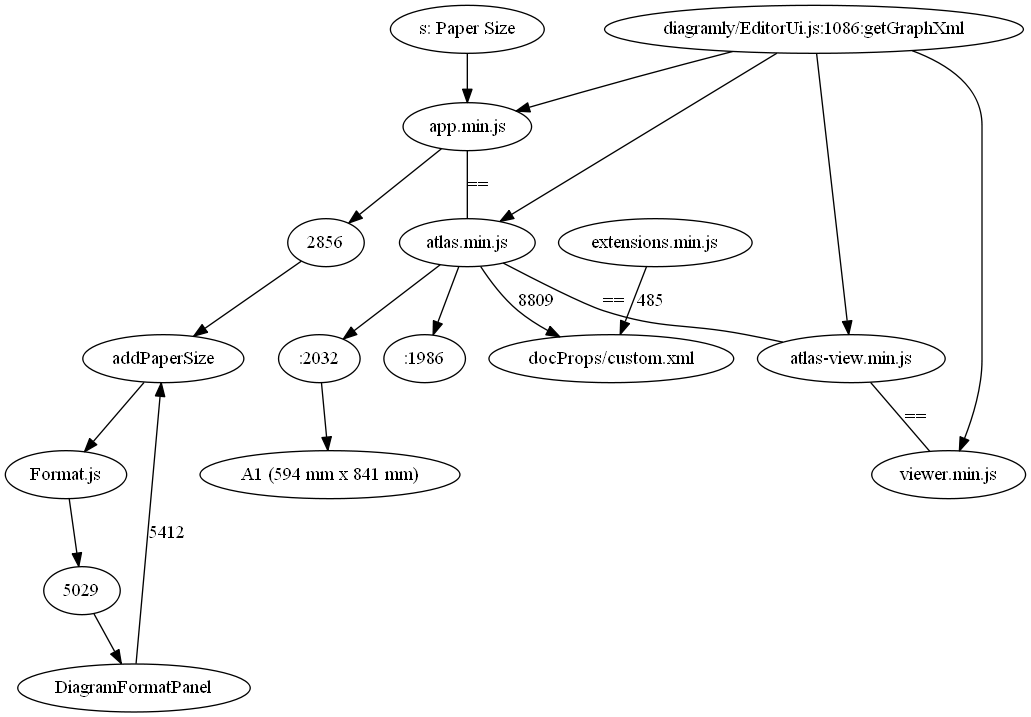 s: Paper Size
diagramly/EditorUi.js:1086:getGraphXml
app.min.js
==
2856
atlas.min.js
extensions.min.js
8809
==
485
addPaperSize
:2032
:1986
docProps/custom.xml
atlas-view.min.js
==
Format.js
A1 (594 mm x 841 mm)
viewer.min.js
5412
5029
DiagramFormatPanel